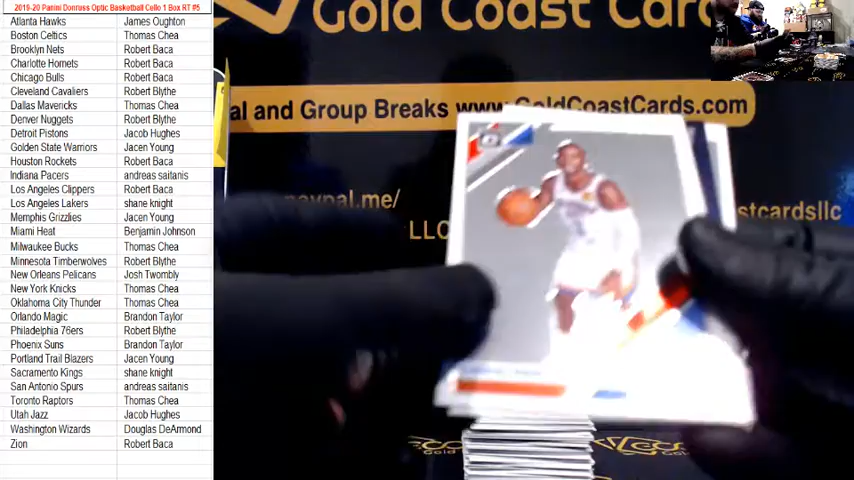 2019-20 Panini Donruss Optic Basketball Cello 1 Box RT #5
Atlanta Hawks James Oughton
Boston Celtics Thomas Chea
Brooklyn Nets Robert Baca
Charlotte Hornets Robert Baca
Chicago Bulls Robert Baca
Cleveland Cavaliers Robert Blythe
Dallas Mavericks Thomas Chea
Denver Nuggets Robert Blythe
Detroit Pistons Jacob Hughes
Golden State Warriors Jacen Young
Houston Rockets Robert Baca
Indiana Pacers andreas saitanis
Los Angeles Clippers Robert Baca
Los Angeles Lakers shane knight
Memphis Grizzlies Jacen Young
Miami Heat Benjamin Johnson
Milwaukee Bucks Thomas Chea
Minnesota Timberwolves Robert Blythe
New Orleans Pelicans Josh Twombly
New York Knicks Thomas Chea
Oklahoma City Thunder Thomas Chea
Orlando Magic Brandon Taylor
Philadelphia 76ers Robert Blythe
Phoenix Suns Brandon Taylor
Portland Trail Blazers Jacen Young
Sacramento Kings shane knight
San Antonio Spurs andreas saitanis
Toronto Raptors Thomas Chea
Utah Jazz Jacob Hughes
Washington Wizards Douglas DeArmond
Zion Robert Baca
Gold Coast Card
al and Group Breaks www.GoldCoastCards.com
paypal.me/
stcardsllc
LLC
Gold